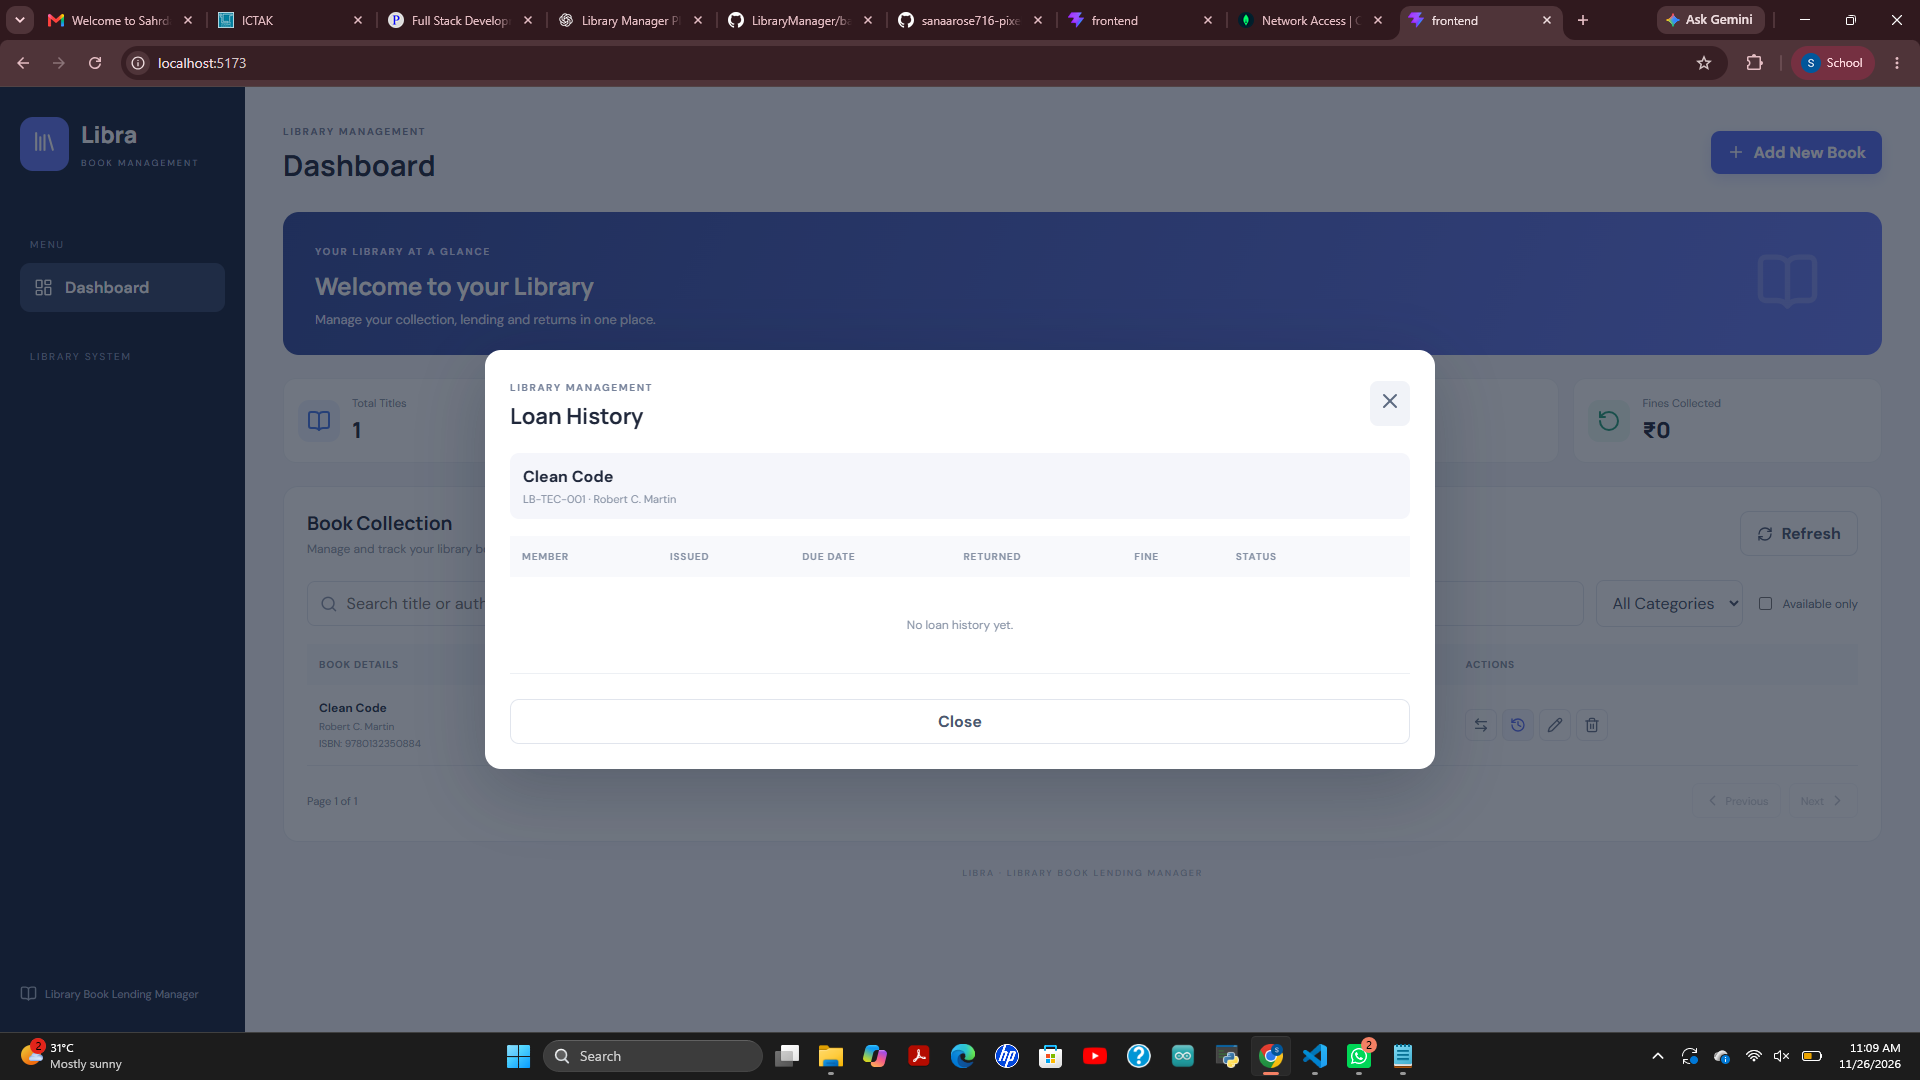 Welcome to Sahrd
ICTAK
Full Stack Develop
Library Manager P
LibraryManager/ba
sanaarose716-pixe
frontend
Network Access | C
frontend
Ask Gemini
localhost:5173
S School
Libra
BOOK MANAGEMENT
MENU
Dashboard
LIBRARY SYSTEM
Library Book Lending Manager
LIBRARY MANAGEMENT
Dashboard
+ Add New Book
YOUR LIBRARY AT A GLANCE
Welcome to your Library
Manage your collection, lending and returns in one place.
Total Titles
1
Fines Collected
₹0
Book Collection
Manage and track your library b
Refresh
Search title or auth
All Categories
Available only
BOOK DETAILS
ACTIONS
Clean Code
Robert C. Martin
ISBN: 9780132350884
Page 1 of 1
Previous
Next
LIBRA · LIBRARY BOOK LENDING MANAGER
LIBRARY MANAGEMENT
Loan History
Clean Code
LB-TEC-001 · Robert C. Martin
MEMBER ISSUED DUE DATE RETURNED FINE STATUS
No loan history yet.
Close
2
31°C
Mostly sunny
Search
2
11:09 AM
11/26/2026